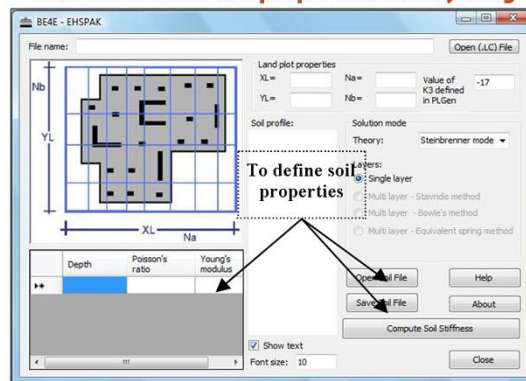 BE4E - EHSPAK
File name:
Open (.LC) File
Land plot properties
XL=
Na=
Value of K3 defined in PLGen
-17
YL=
Nb=
Nb
YL
XL
Na
Soil profile:
Solution mode
Theory:
Steinbrenner mode
Layers:
Single layer
Multi layer - Stavridis method
Multi layer - Bowle's method
Multi layer - Equivalent spring method
To define soil
properties
Depth
Poisson's ratio
Young's modulus
Open Soil File
Help
Save Soil File
About
Compute Soil Stiffness
Show text
Font size: 10
Close